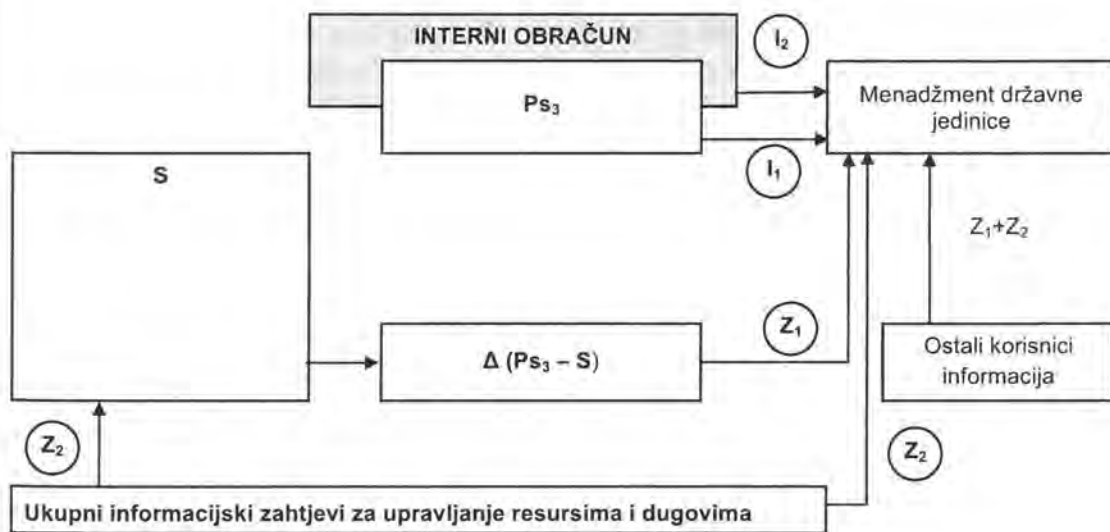 INTERNI OBRAČUN
I₂
Ps₃
Menadžment državne
jedinice
I₁
S
Z₁+Z₂
Z₁
Δ (Ps₃ – S)
Ostali korisnici
informacija
Z₂
Z₂
Ukupni informacijski zahtjevi za upravljanje resursima i dugovima